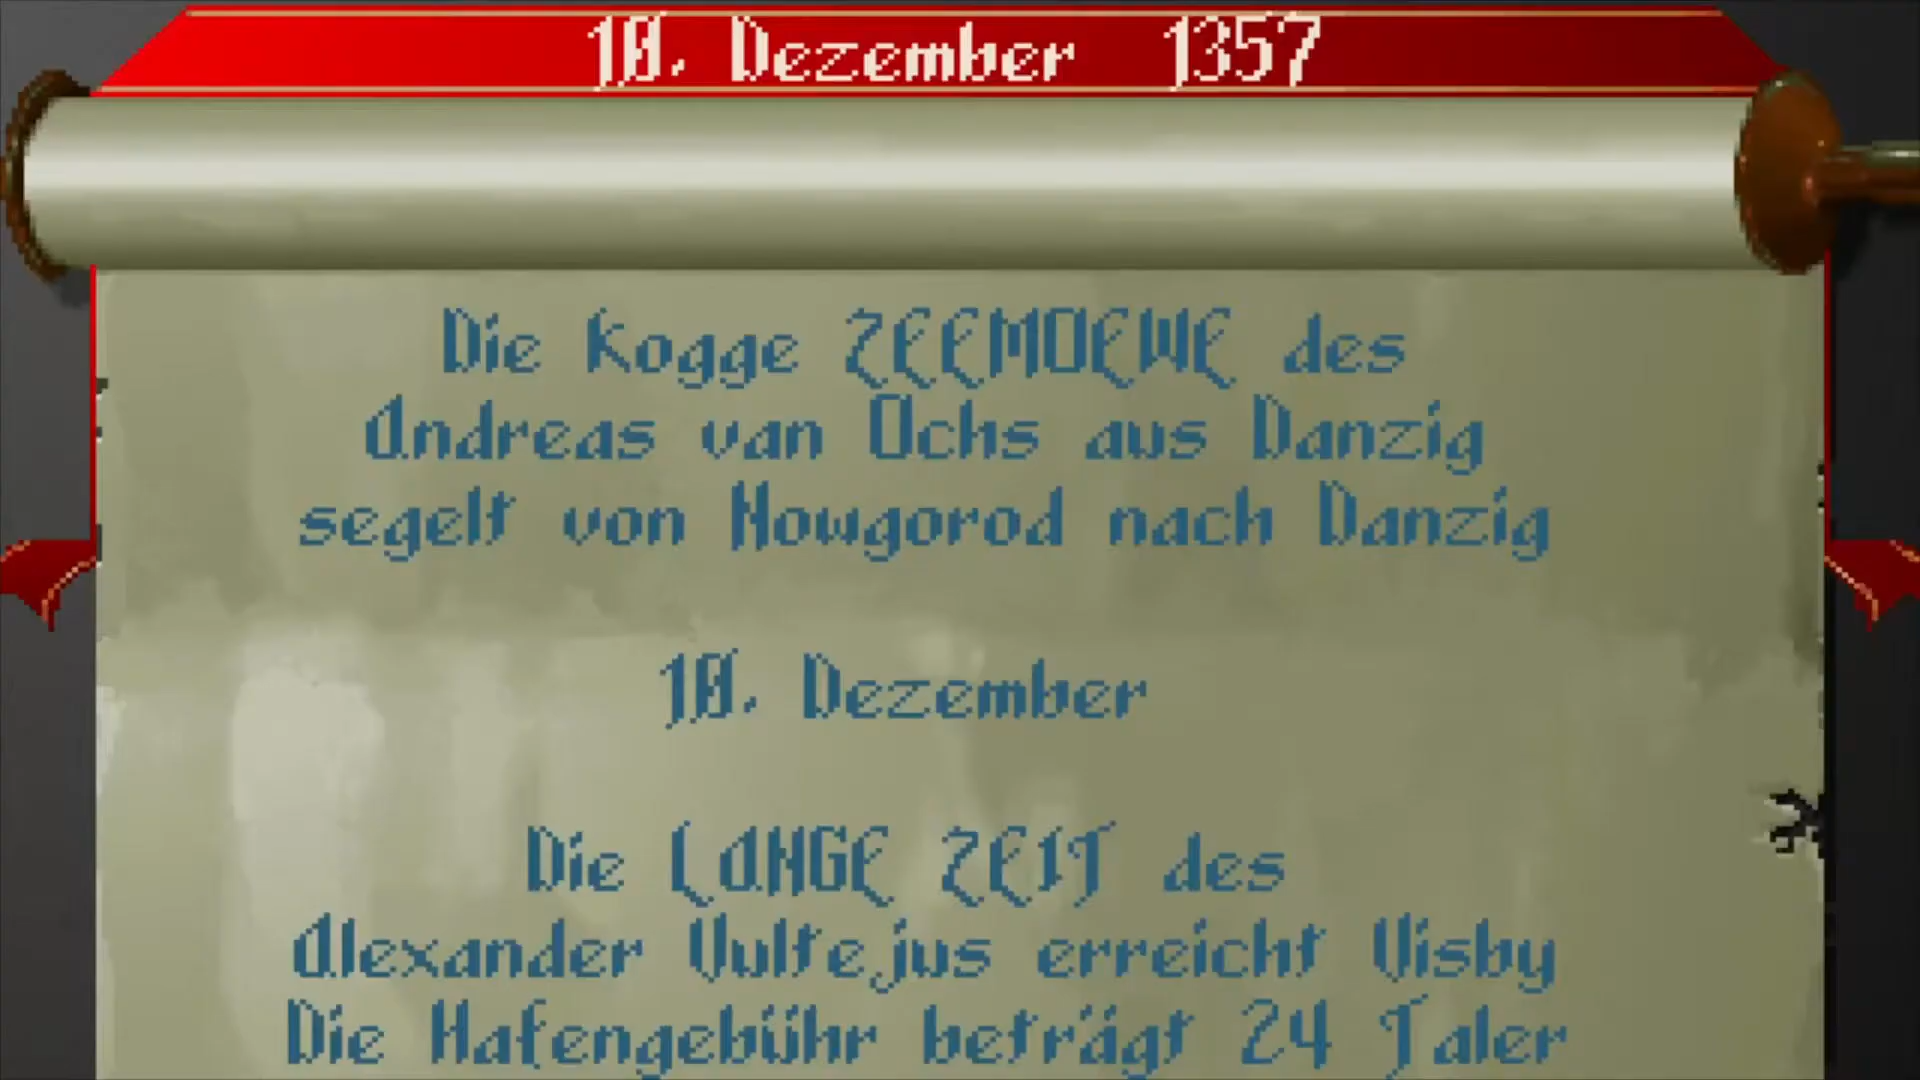 10. Dezember 1357
Die Kogge ZEEMOEWE des
Andreas van Ochs aus Danzig
segelt von Nowgorod nach Danzig
10. Dezember
Die LANGE ZEIT des
Alexander Vultejus erreicht Visby
Die Hafengebühr beträgt 24 Taler